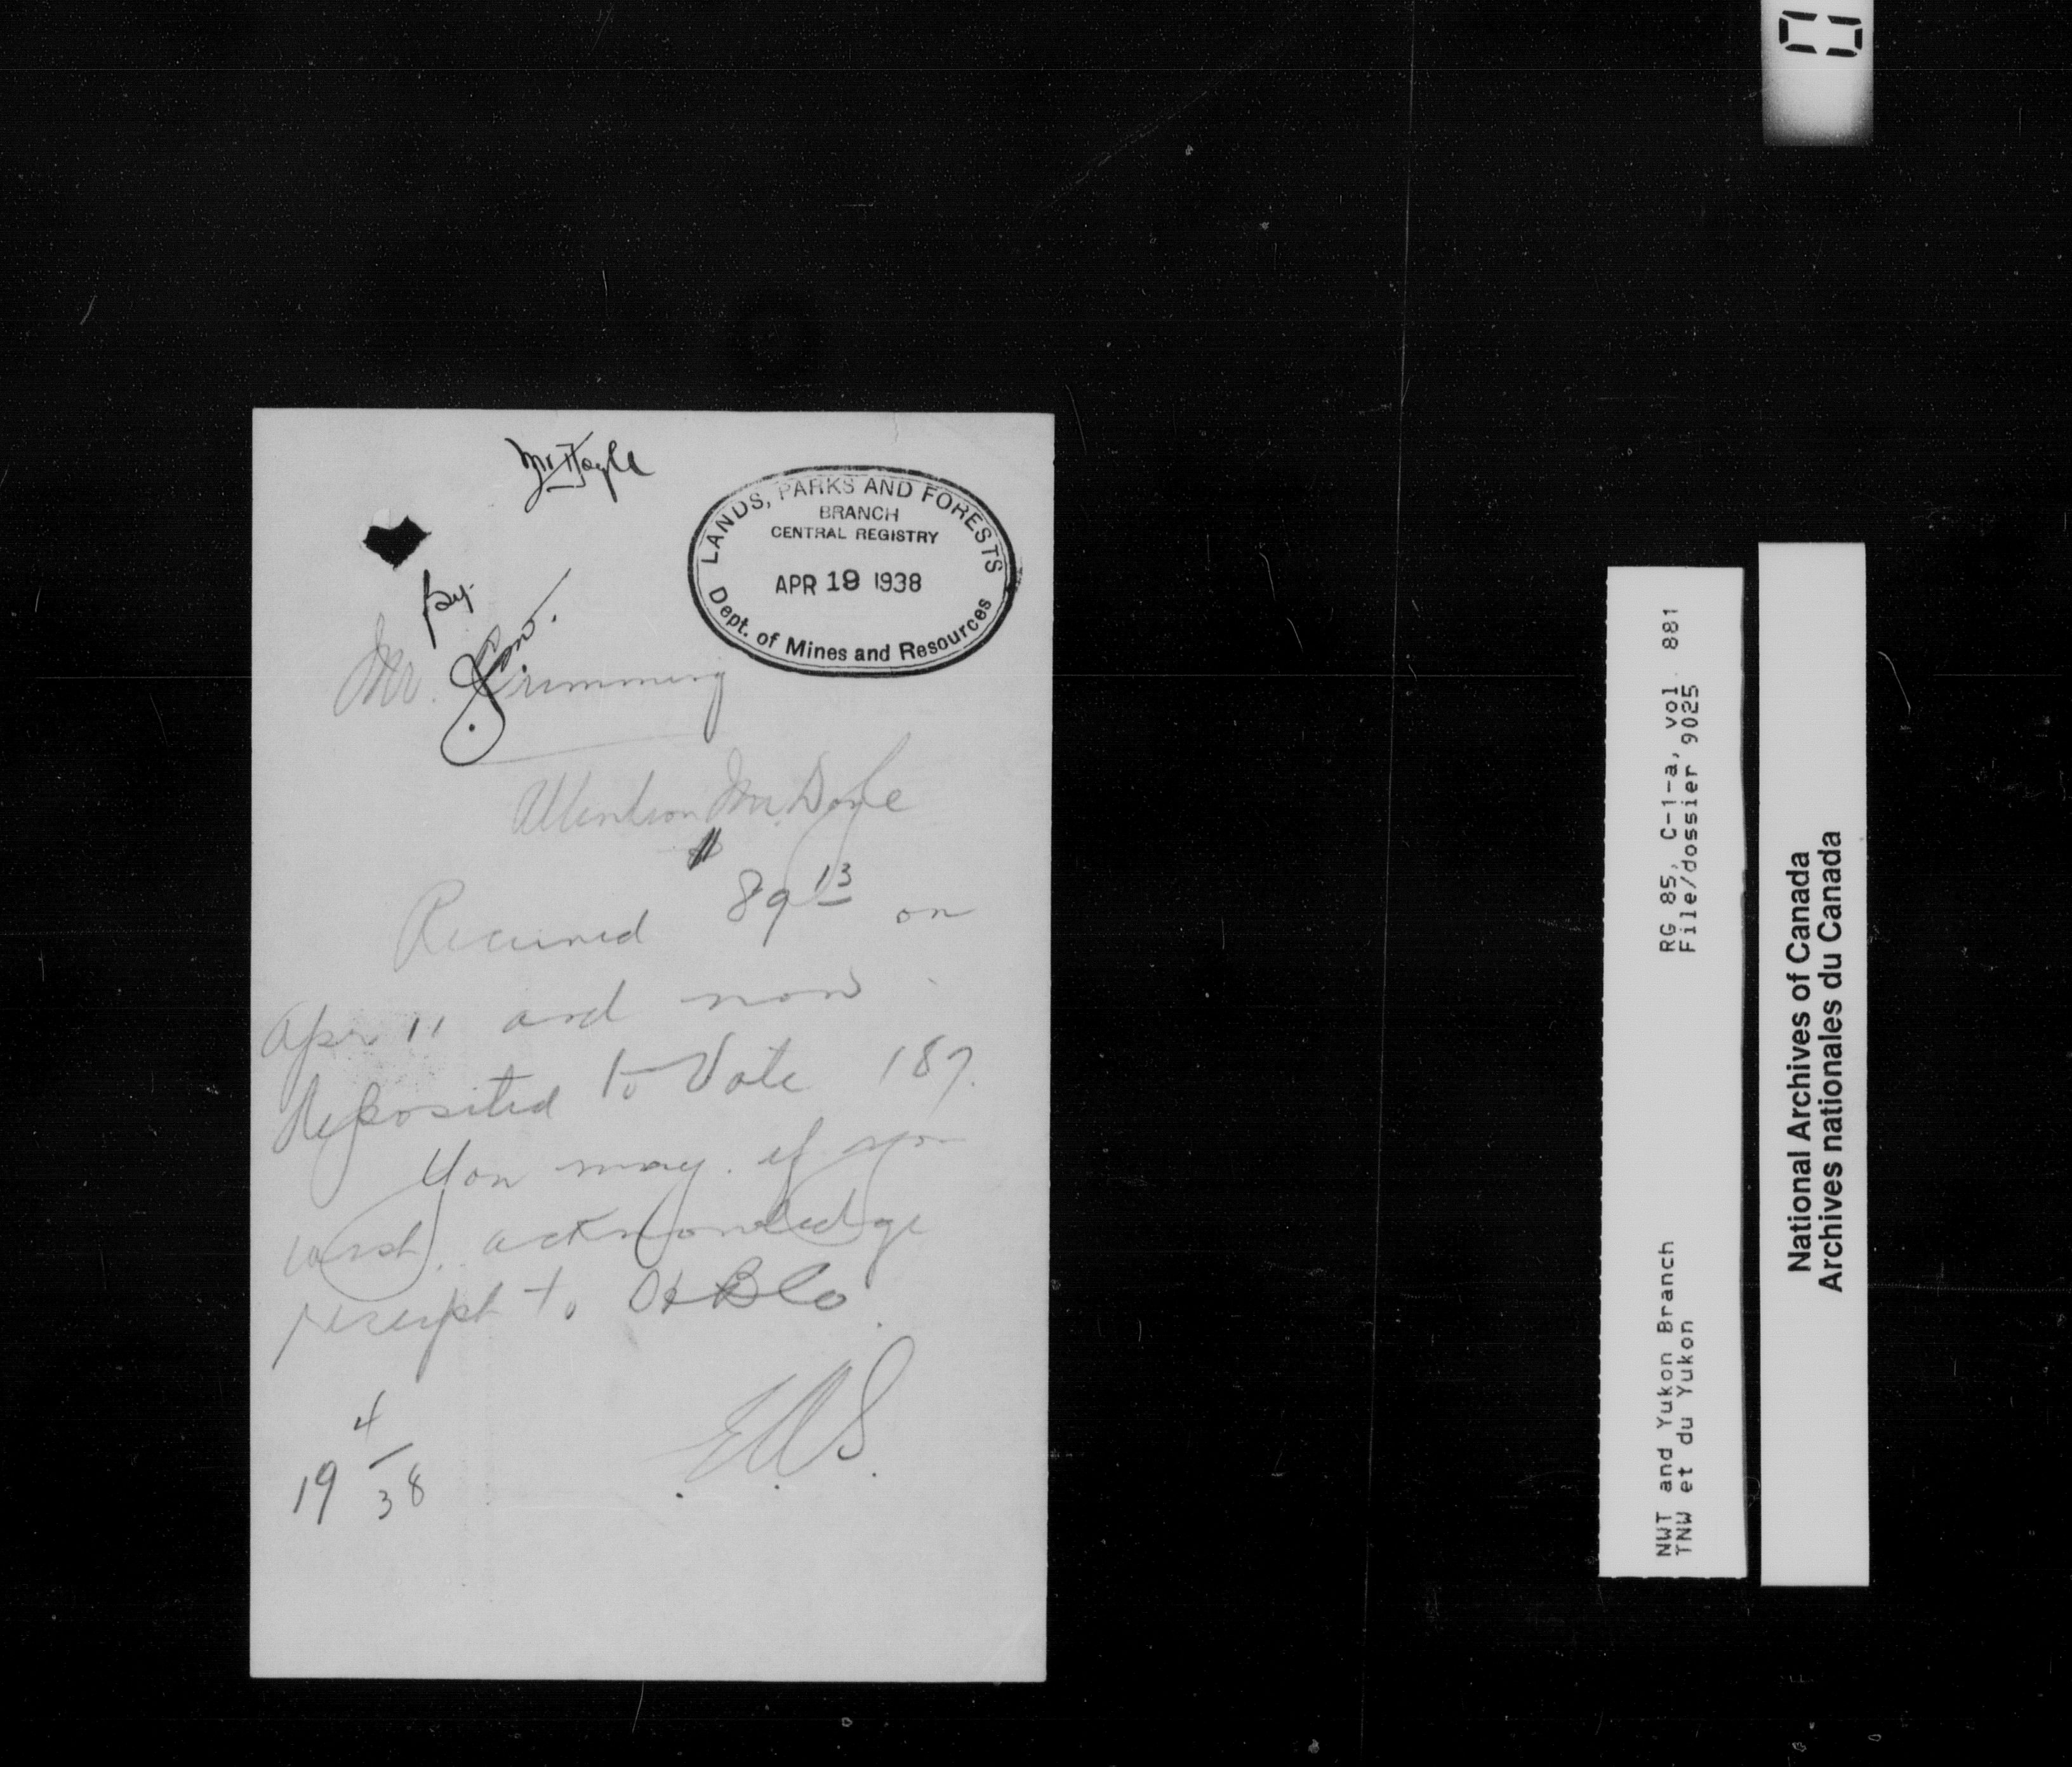 Mr Hoyle
LANDS, PARKS AND FORESTS
BRANCH
CENTRAL REGISTRY
APR 19 1938
Dept. of Mines and Resources
Mr. Cumming
Attention Mr. Doyle
Received 89 13 on
Apr 11 and now
deposited to Vote 187.
You may if you
wish, acknowledge
receipt to HBCo.
19 4/38
RG 85, C-1-a, vol 881
File/dossier 9025
NWT and Yukon Branch
TNW et du Yukon
National Archives of Canada
Archives nationales du Canada